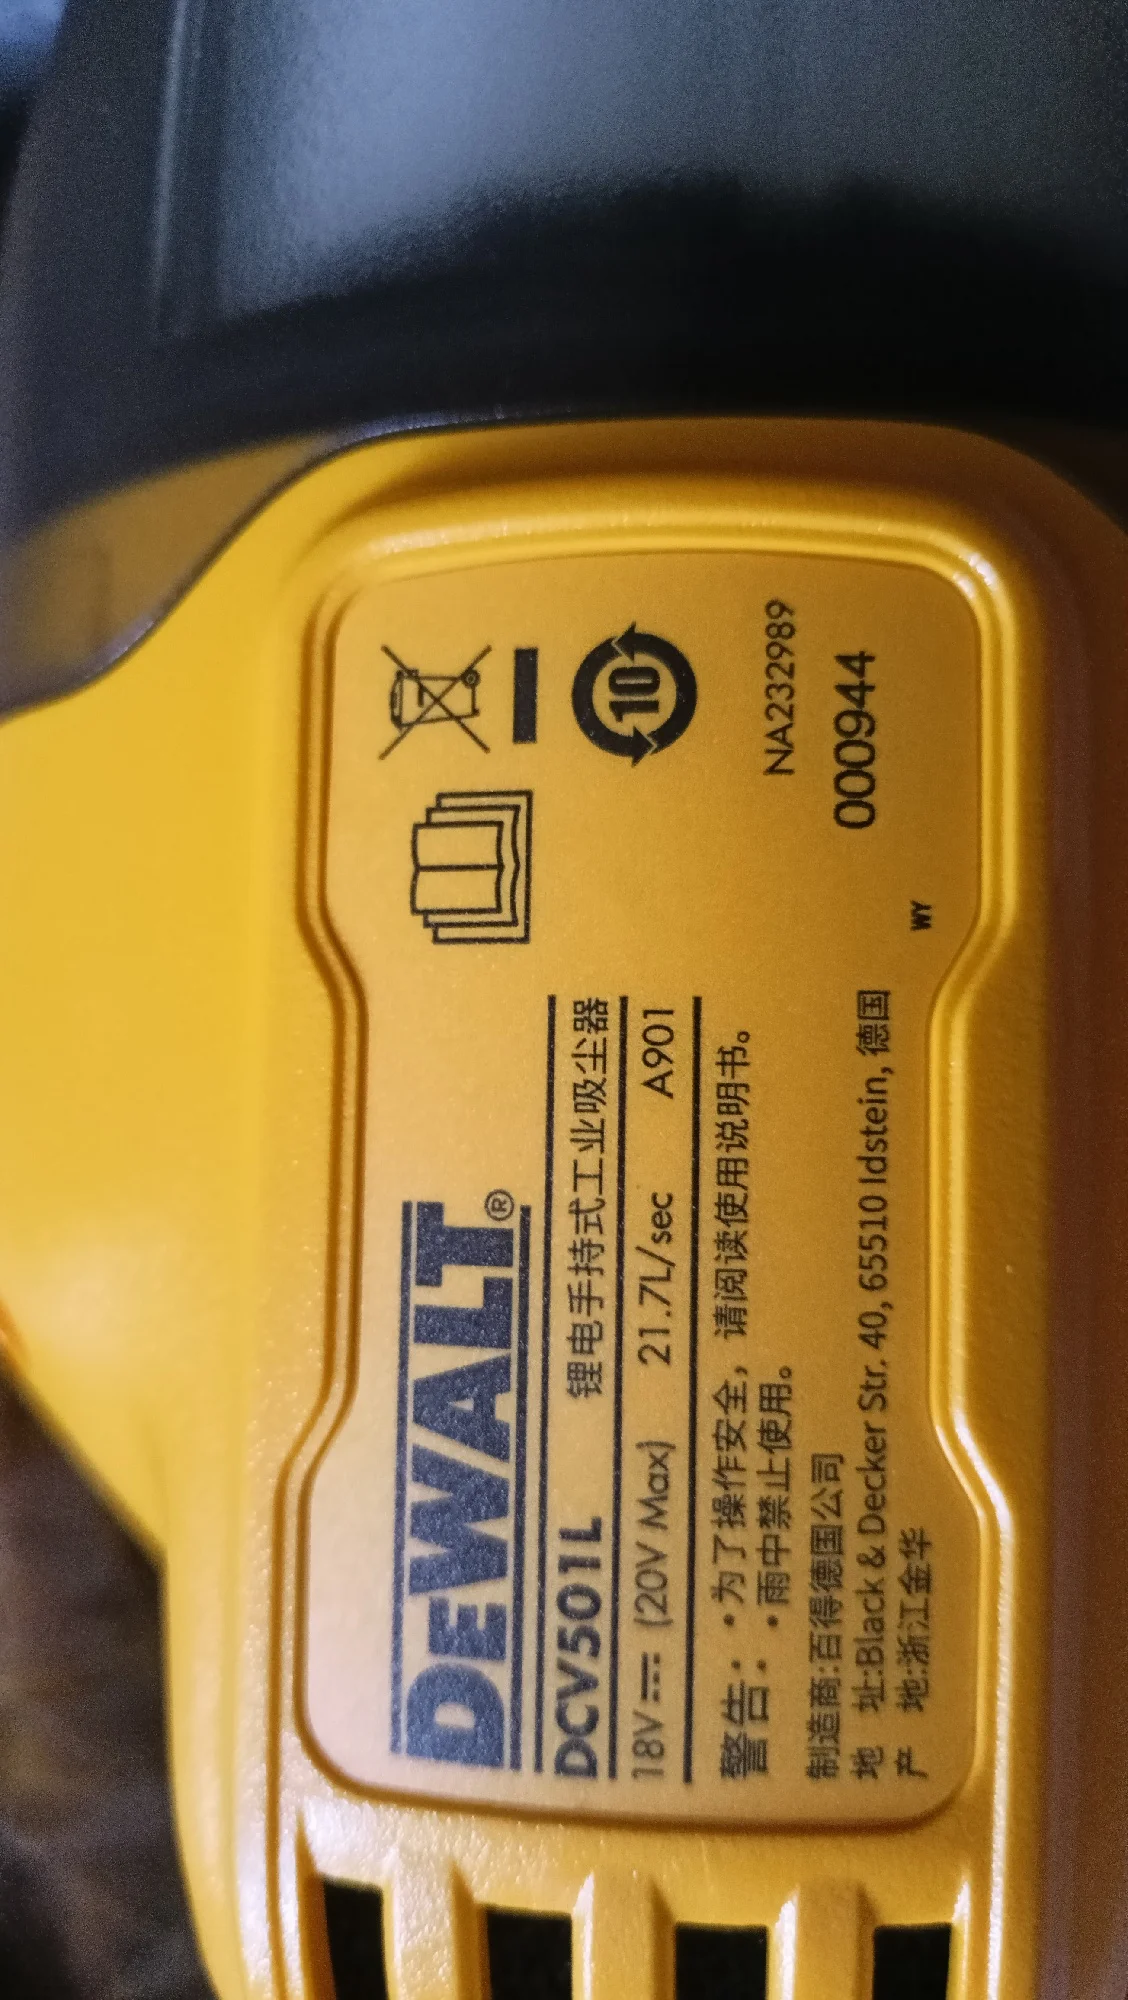 DEWALT®
DCV501L 锂电手持式工业吸尘器
18V⎓ (20V Max) 21.7L/sec A901
警告：·为了操作安全，请阅读使用说明书。
·雨中禁止使用。
制造商:百得德国公司
地 址:Black & Decker Str. 40, 65510 Idstein, 德国
产 地:浙江金华
10
NA232989
000944
WY